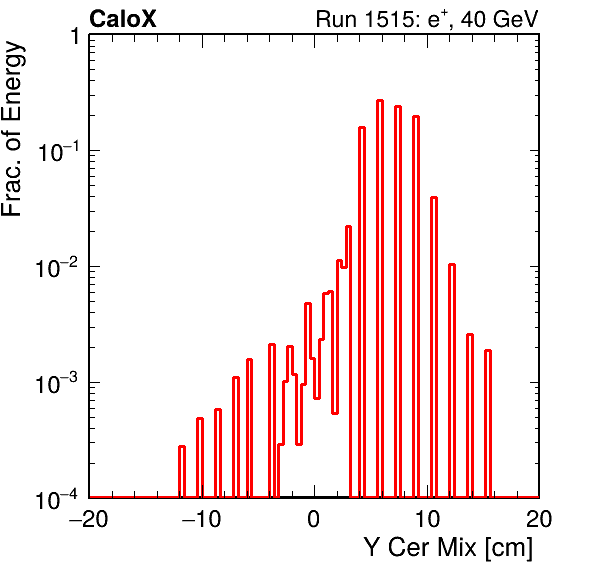 CaloX Run 1515: e⁺, 40 GeV
Frac. of Energy
1
10⁻¹
10⁻²
10⁻³
10⁻⁴
−20 −10 0 10 20
Y Cer Mix [cm]